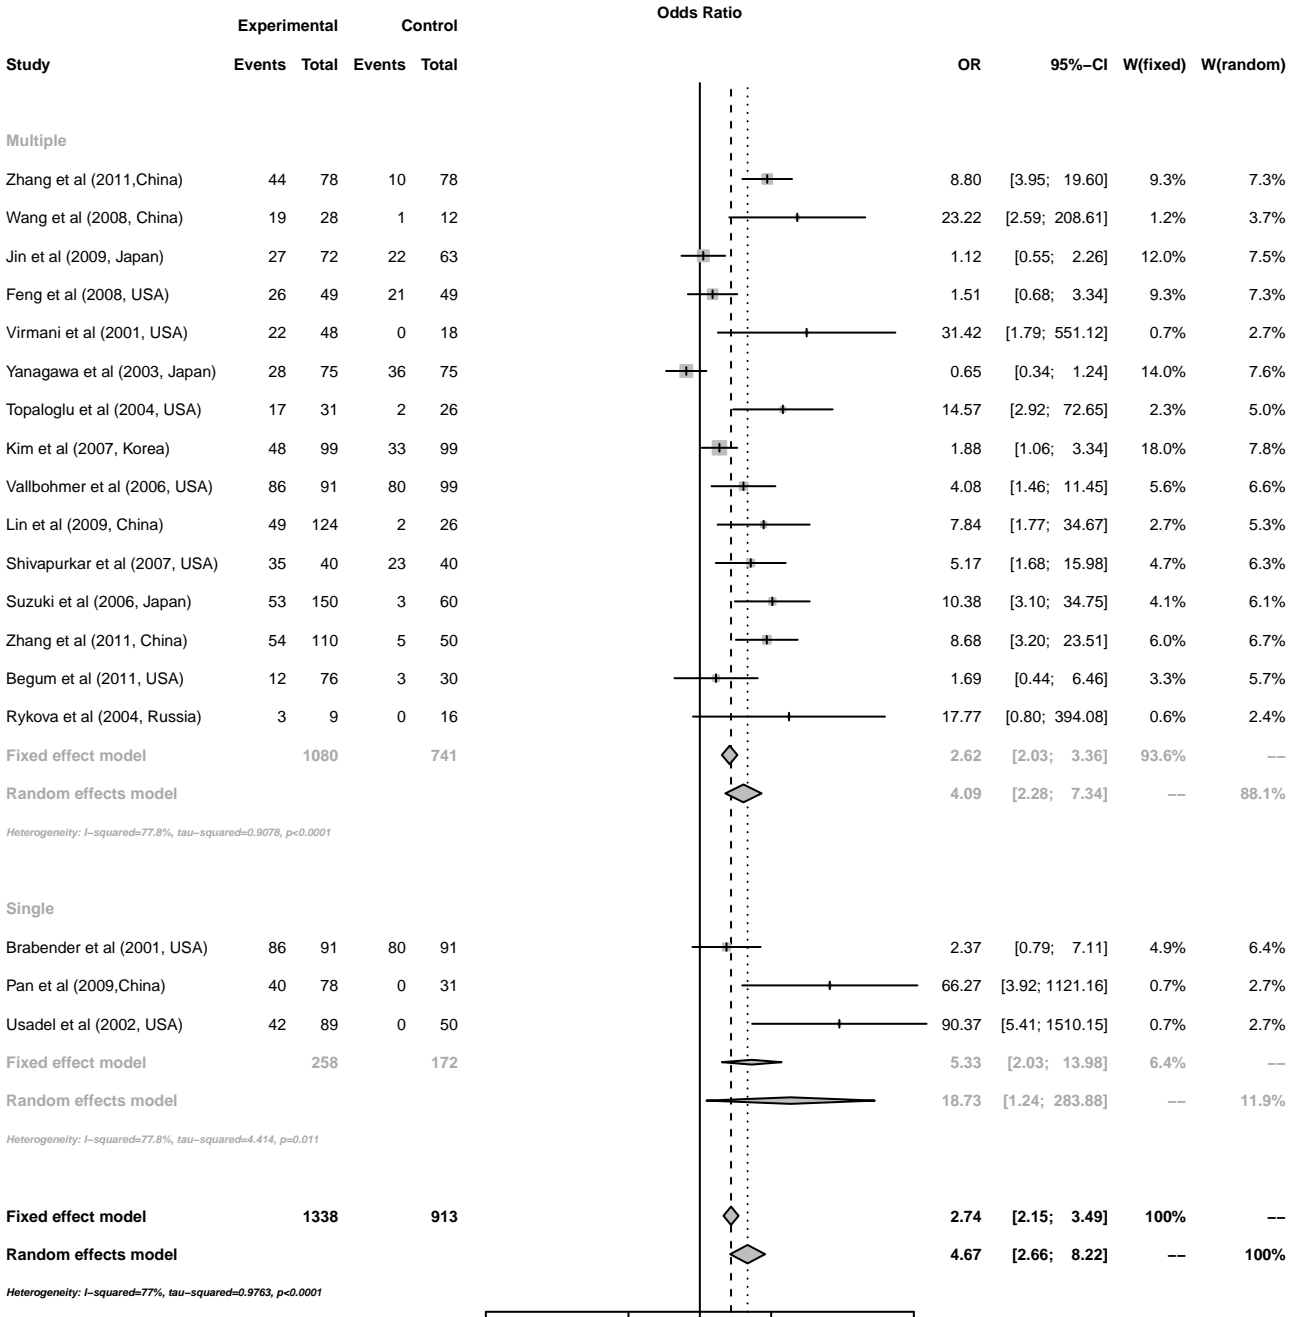 Odds Ratio
Experimental Control
Study Events Total Events Total OR 95%−CI W(fixed) W(random)
Multiple
Zhang et al (2011,China) 44 78 10 78 8.80 [3.95; 19.60] 9.3% 7.3%
Wang et al (2008, China) 19 28 1 12 23.22 [2.59; 208.61] 1.2% 3.7%
Jin et al (2009, Japan) 27 72 22 63 1.12 [0.55; 2.26] 12.0% 7.5%
Feng et al (2008, USA) 26 49 21 49 1.51 [0.68; 3.34] 9.3% 7.3%
Virmani et al (2001, USA) 22 48 0 18 31.42 [1.79; 551.12] 0.7% 2.7%
Yanagawa et al (2003, Japan) 28 75 36 75 0.65 [0.34; 1.24] 14.0% 7.6%
Topaloglu et al (2004, USA) 17 31 2 26 14.57 [2.92; 72.65] 2.3% 5.0%
Kim et al (2007, Korea) 48 99 33 99 1.88 [1.06; 3.34] 18.0% 7.8%
Vallbohmer et al (2006, USA) 86 91 80 99 4.08 [1.46; 11.45] 5.6% 6.6%
Lin et al (2009, China) 49 124 2 26 7.84 [1.77; 34.67] 2.7% 5.3%
Shivapurkar et al (2007, USA) 35 40 23 40 5.17 [1.68; 15.98] 4.7% 6.3%
Suzuki et al (2006, Japan) 53 150 3 60 10.38 [3.10; 34.75] 4.1% 6.1%
Zhang et al (2011, China) 54 110 5 50 8.68 [3.20; 23.51] 6.0% 6.7%
Begum et al (2011, USA) 12 76 3 30 1.69 [0.44; 6.46] 3.3% 5.7%
Rykova et al (2004, Russia) 3 9 0 16 17.77 [0.80; 394.08] 0.6% 2.4%
Fixed effect model 1080 741 2.62 [2.03; 3.36] 93.6% −−
Random effects model 4.09 [2.28; 7.34] −− 88.1%
Heterogeneity: I−squared=77.8%, tau−squared=0.9078, p<0.0001
Single
Brabender et al (2001, USA) 86 91 80 91 2.37 [0.79; 7.11] 4.9% 6.4%
Pan et al (2009,China) 40 78 0 31 66.27 [3.92; 1121.16] 0.7% 2.7%
Usadel et al (2002, USA) 42 89 0 50 90.37 [5.41; 1510.15] 0.7% 2.7%
Fixed effect model 258 172 5.33 [2.03; 13.98] 6.4% −−
Random effects model 18.73 [1.24; 283.88] −− 11.9%
Heterogeneity: I−squared=77.8%, tau−squared=4.414, p=0.011
Fixed effect model 1338 913 2.74 [2.15; 3.49] 100% −−
Random effects model 4.67 [2.66; 8.22] −− 100%
Heterogeneity: I−squared=77%, tau−squared=0.9763, p<0.0001